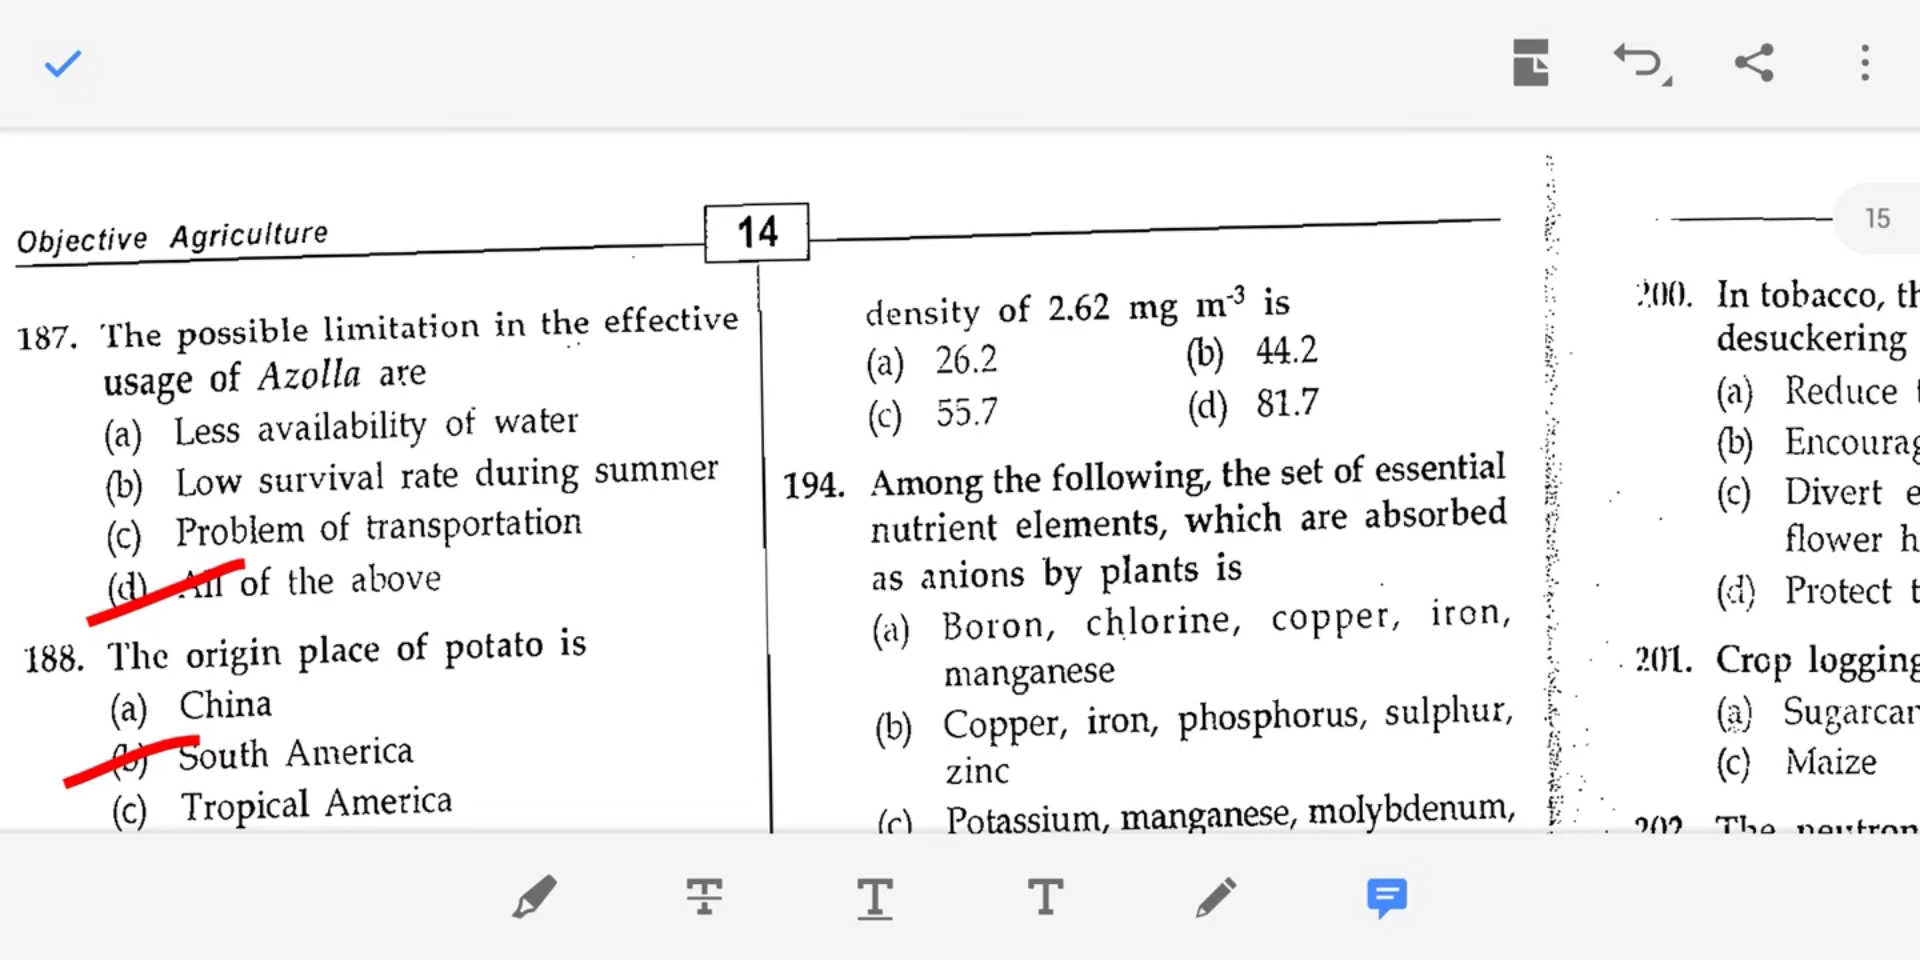 Objective Agriculture
14
187. The possible limitation in the effective
usage of Azolla are
(a) Less availability of water
(b) Low survival rate during summer
(c) Problem of transportation
(d) All of the above
188. The origin place of potato is
(a) China
(b) South America
(c) Tropical America
density of 2.62 mg m⁻³ is
(a) 26.2 (b) 44.2
(c) 55.7 (d) 81.7
194. Among the following, the set of essential
nutrient elements, which are absorbed
as anions by plants is
(a) Boron, chlorine, copper, iron,
manganese
(b) Copper, iron, phosphorus, sulphur,
zinc
(c) Potassium, manganese, molybdenum,
15
200. In tobacco,
desuckering
(a) Reduce
(b)
(c) Divert
flower
(d) Protect
201. Crop
(a)
(c) Maize
202. The